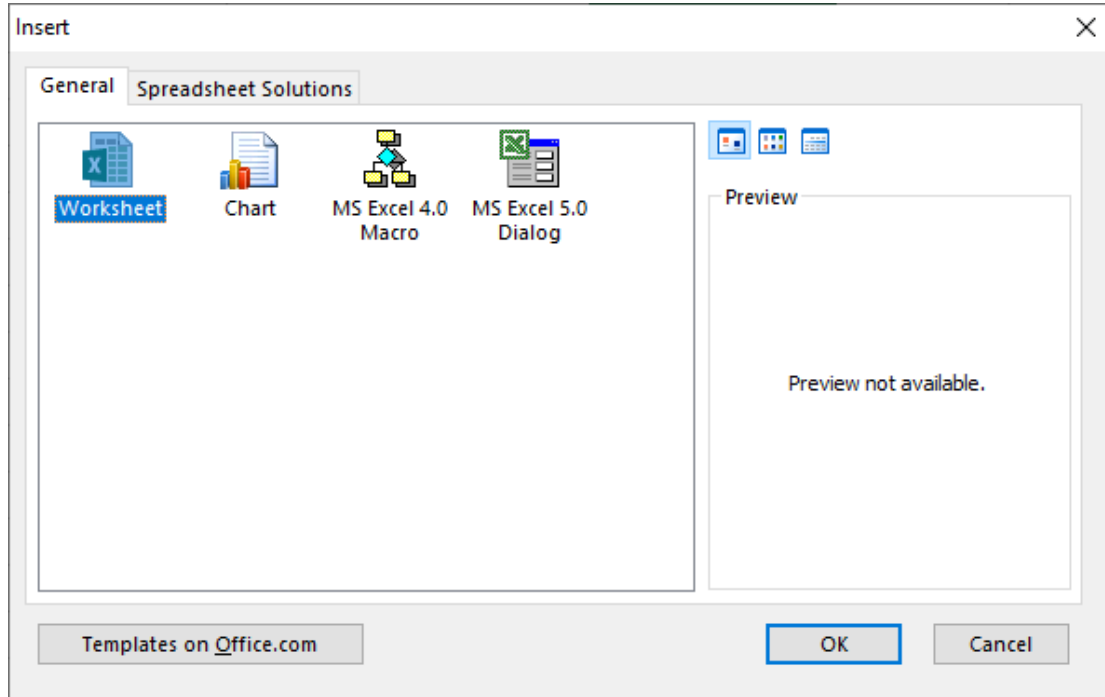 Insert
General
Spreadsheet Solutions
Worksheet
Chart
MS Excel 4.0
Macro
MS Excel 5.0
Dialog
Preview
Preview not available.
Templates on Office.com
OK
Cancel